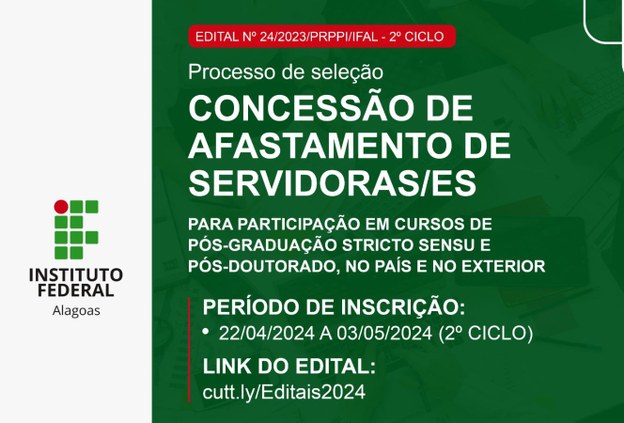 EDITAL Nº 24/2023/PRPPI/IFAL - 2º CICLO
Processo de seleção
CONCESSÃO DE
AFASTAMENTO DE
SERVIDORAS/ES
PARA PARTICIPAÇÃO EM CURSOS DE
PÓS-GRADUAÇÃO STRICTO SENSU E
PÓS-DOUTORADO, NO PAÍS E NO EXTERIOR
INSTITUTO
FEDERAL
Alagoas
PERÍODO DE INSCRIÇÃO:
• 22/04/2024 A 03/05/2024 (2º CICLO)
LINK DO EDITAL:
cutt.ly/Editais2024